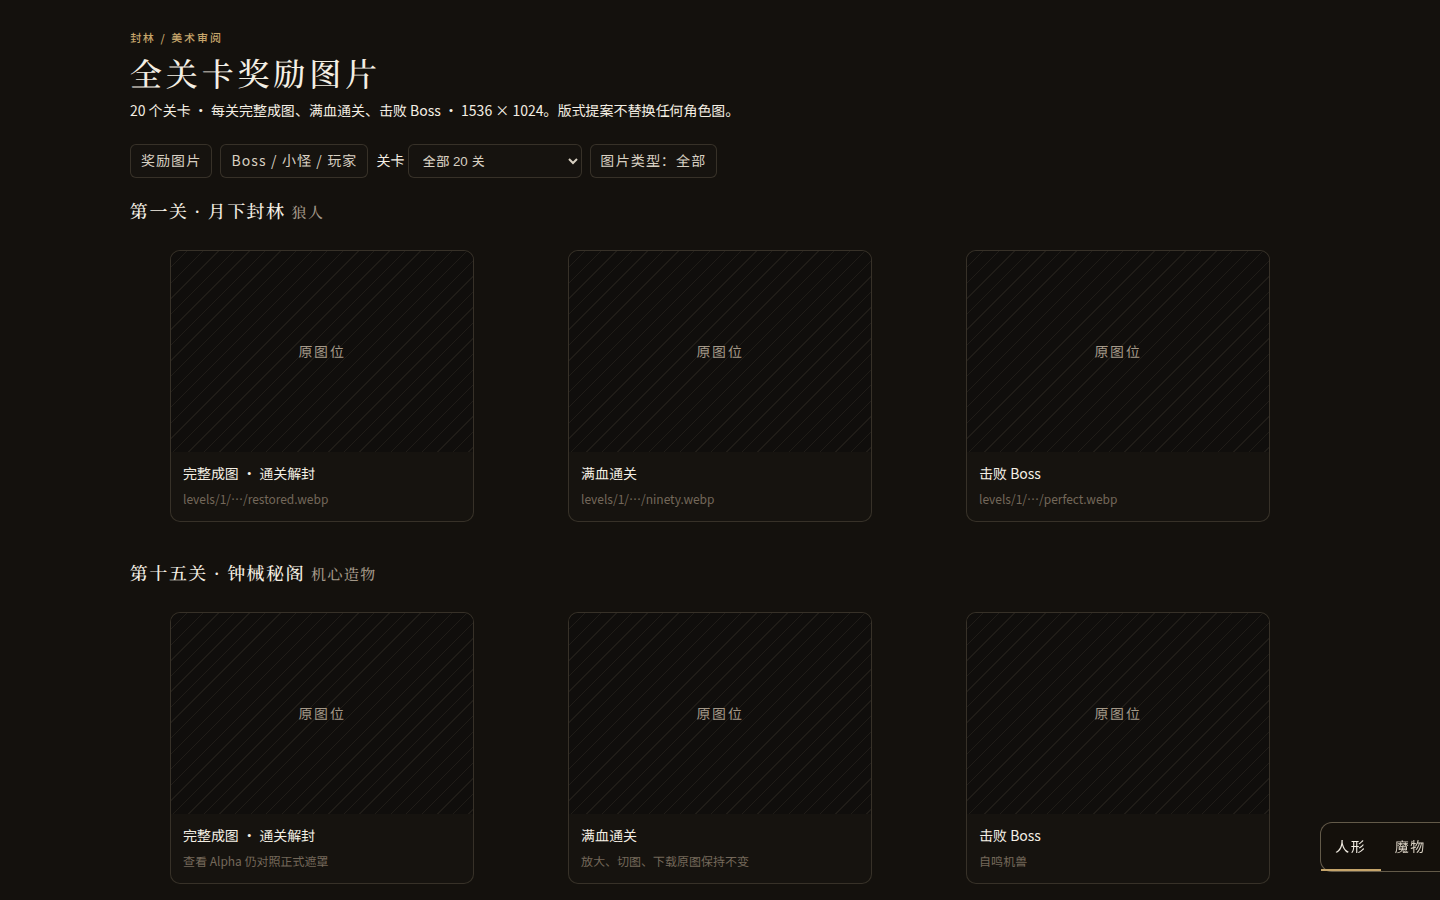 封林 / 美术审阅
全关卡奖励图片
20 个关卡 · 每关完整成图、满血通关、击败 Boss · 1536 × 1024。版式提案不替换任何角色图。
奖励图片 Boss / 小怪 / 玩家 关卡 全部 20 关 图片类型：全部
第一关 · 月下封林 狼人
原图位 原图位 原图位
完整成图 · 通关解封 满血通关 击败 Boss
levels/1/…/restored.webp levels/1/…/ninety.webp levels/1/…/perfect.webp
第十五关 · 钟械秘阁 机心造物
原图位 原图位 原图位
完整成图 · 通关解封 满血通关 击败 Boss
查看 Alpha 仍对照正式遮罩 放大、切图、下载原图保持不变 自鸣机兽
人形 魔物